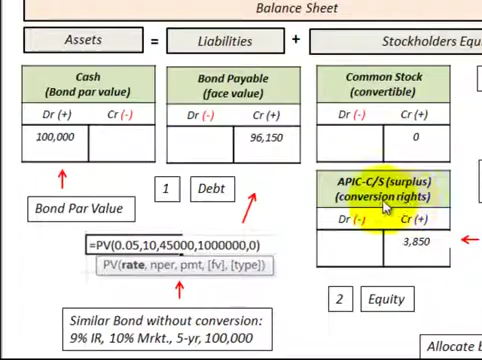 Balance Sheet
Assets = Liabilities + Stockholders Equ
Cash
(Bond par value)
Dr (+) Cr (-)
100,000
Bond Payable
(face value)
Dr (-) Cr (+)
96,150
Common Stock
(convertible)
Dr (-) Cr (+)
0
APIC-C/S (surplus)
(conversion rights)
Dr (-) Cr (+)
3,850
Bond Par Value
1 Debt
=PV(0.05,10,45000,1000000,0)
PV(rate, nper, pmt, [fv], [type])
2 Equity
Similar Bond without conversion:
9% IR, 10% Mrkt., 5-yr, 100,000
Allocate b